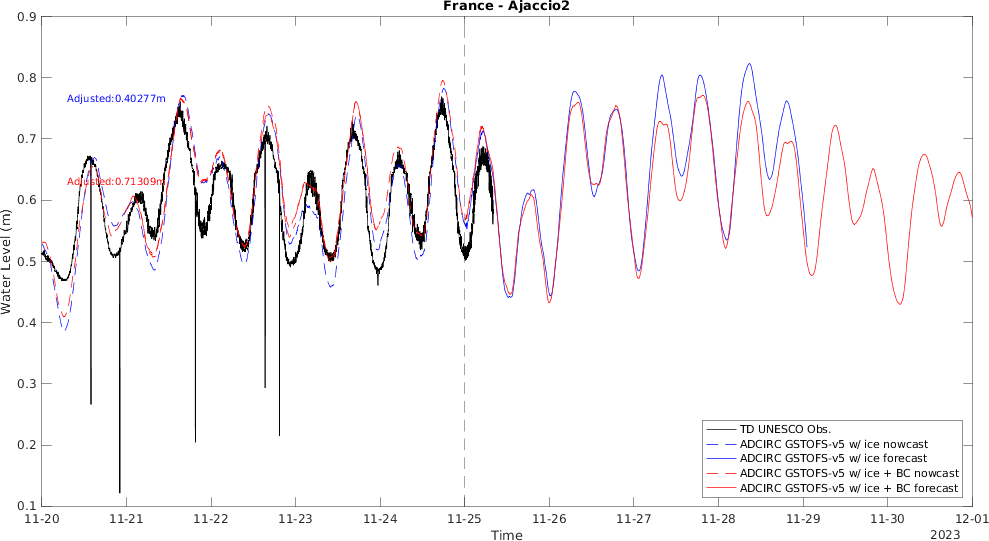 France - Ajaccio2
0.9
0.8
0.7
0.6
0.5
0.4
0.3
0.2
0.1
Water Level (m)
Adjusted:0.40277m
Adjusted:0.71309m
TD UNESCO Obs.
ADCIRC GSTOFS-v5 w/ ice nowcast
ADCIRC GSTOFS-v5 w/ ice forecast
ADCIRC GSTOFS-v5 w/ ice + BC nowcast
ADCIRC GSTOFS-v5 w/ ice + BC forecast
11-20 11-21 11-22 11-23 11-24 11-25 11-26 11-27 11-28 11-29 11-30 12-01
Time
2023